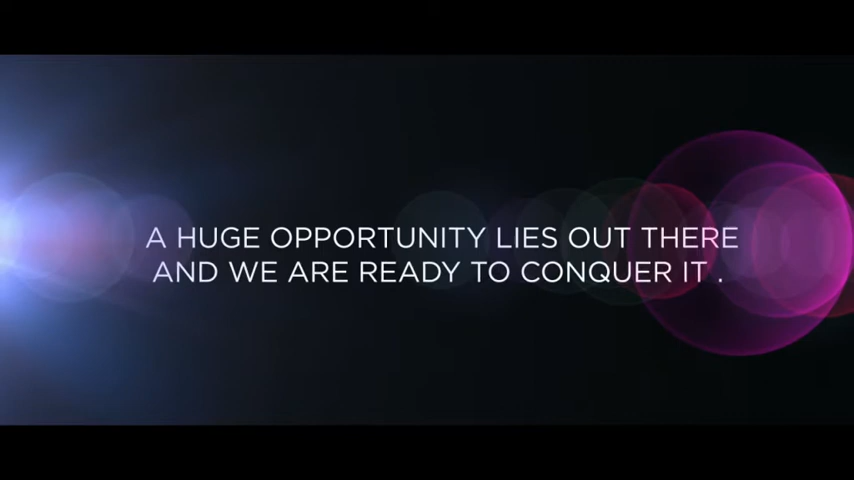 A HUGE OPPORTUNITY LIES OUT THERE
AND WE ARE READY TO CONQUER IT .